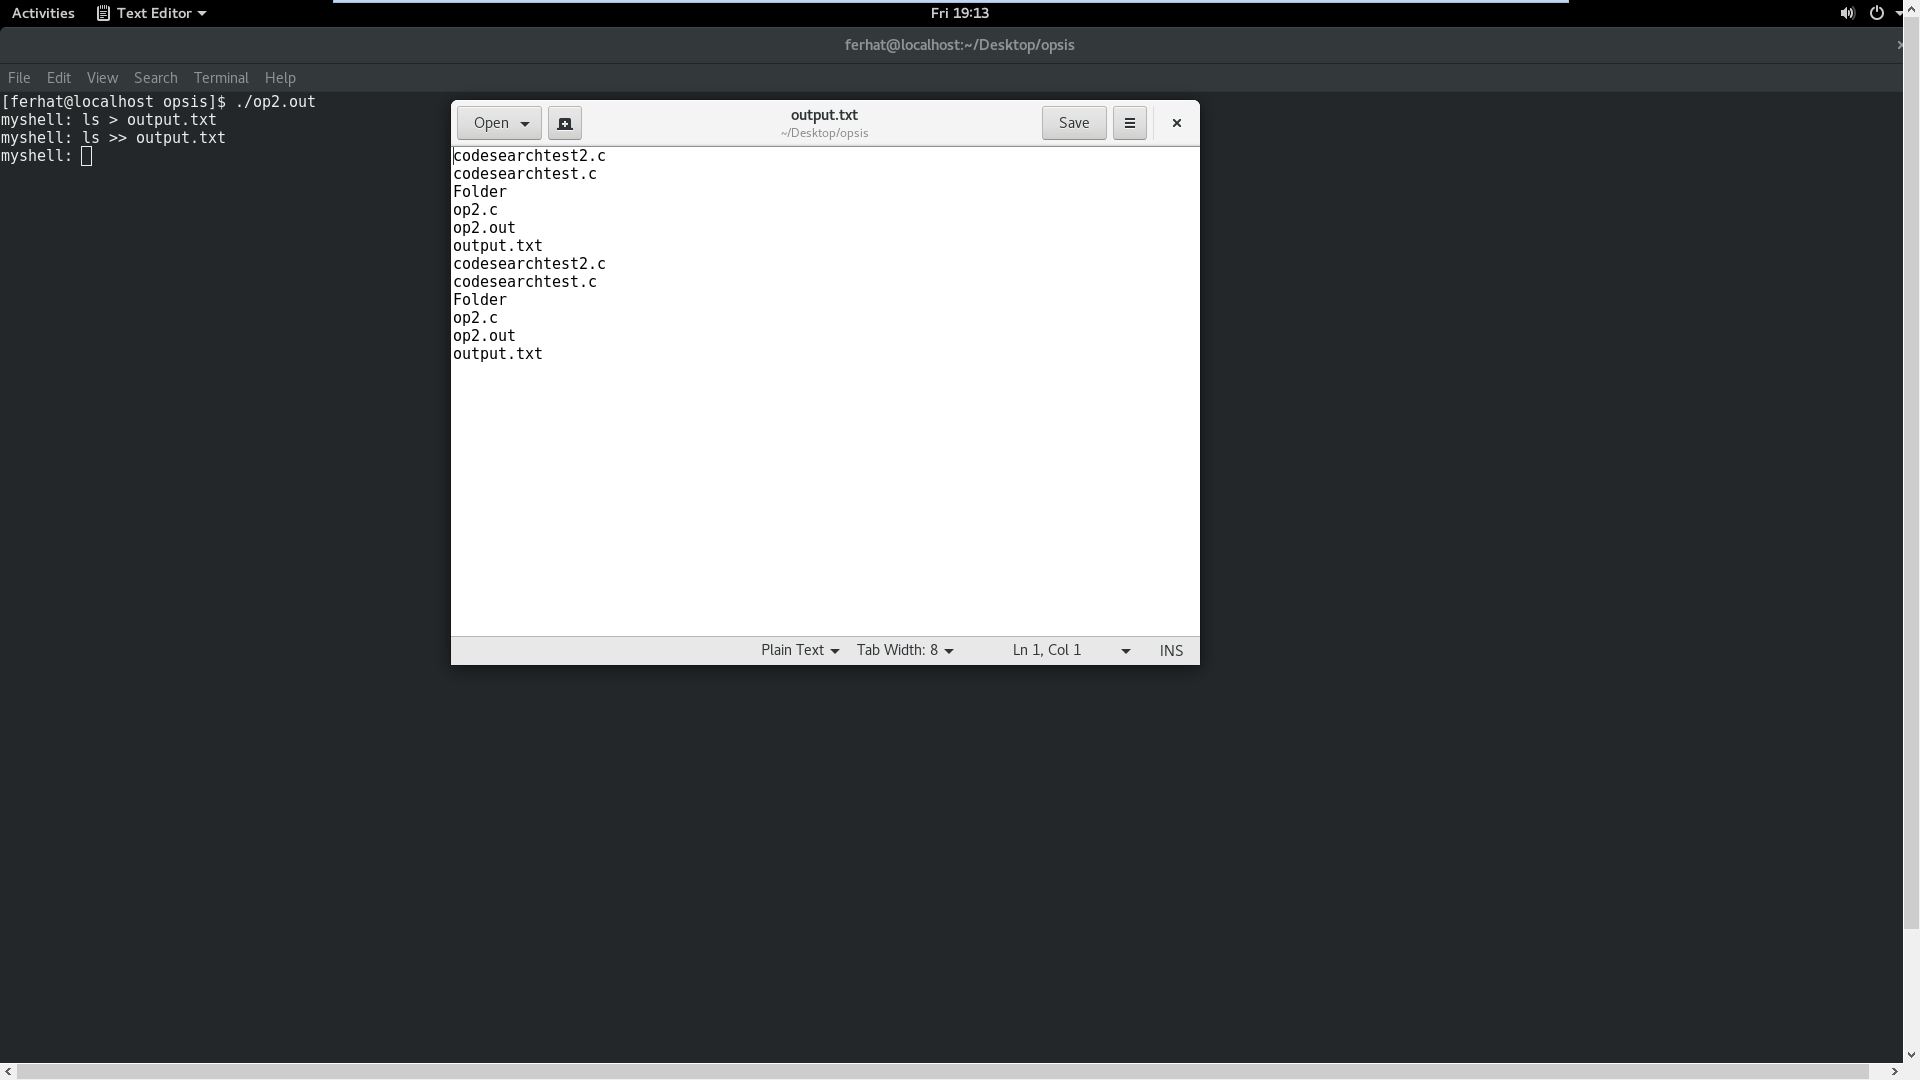 Activities Text Editor Fri 19:13
ferhat@localhost:~/Desktop/opsis
File Edit View Search Terminal Help
[ferhat@localhost opsis]$ ./op2.out
myshell: ls > output.txt
myshell: ls >> output.txt
myshell:
Open output.txt Save
~/Desktop/opsis
codesearchtest2.c
codesearchtest.c
Folder
op2.c
op2.out
output.txt
codesearchtest2.c
codesearchtest.c
Folder
op2.c
op2.out
output.txt
Plain Text Tab Width: 8 Ln 1, Col 1 INS